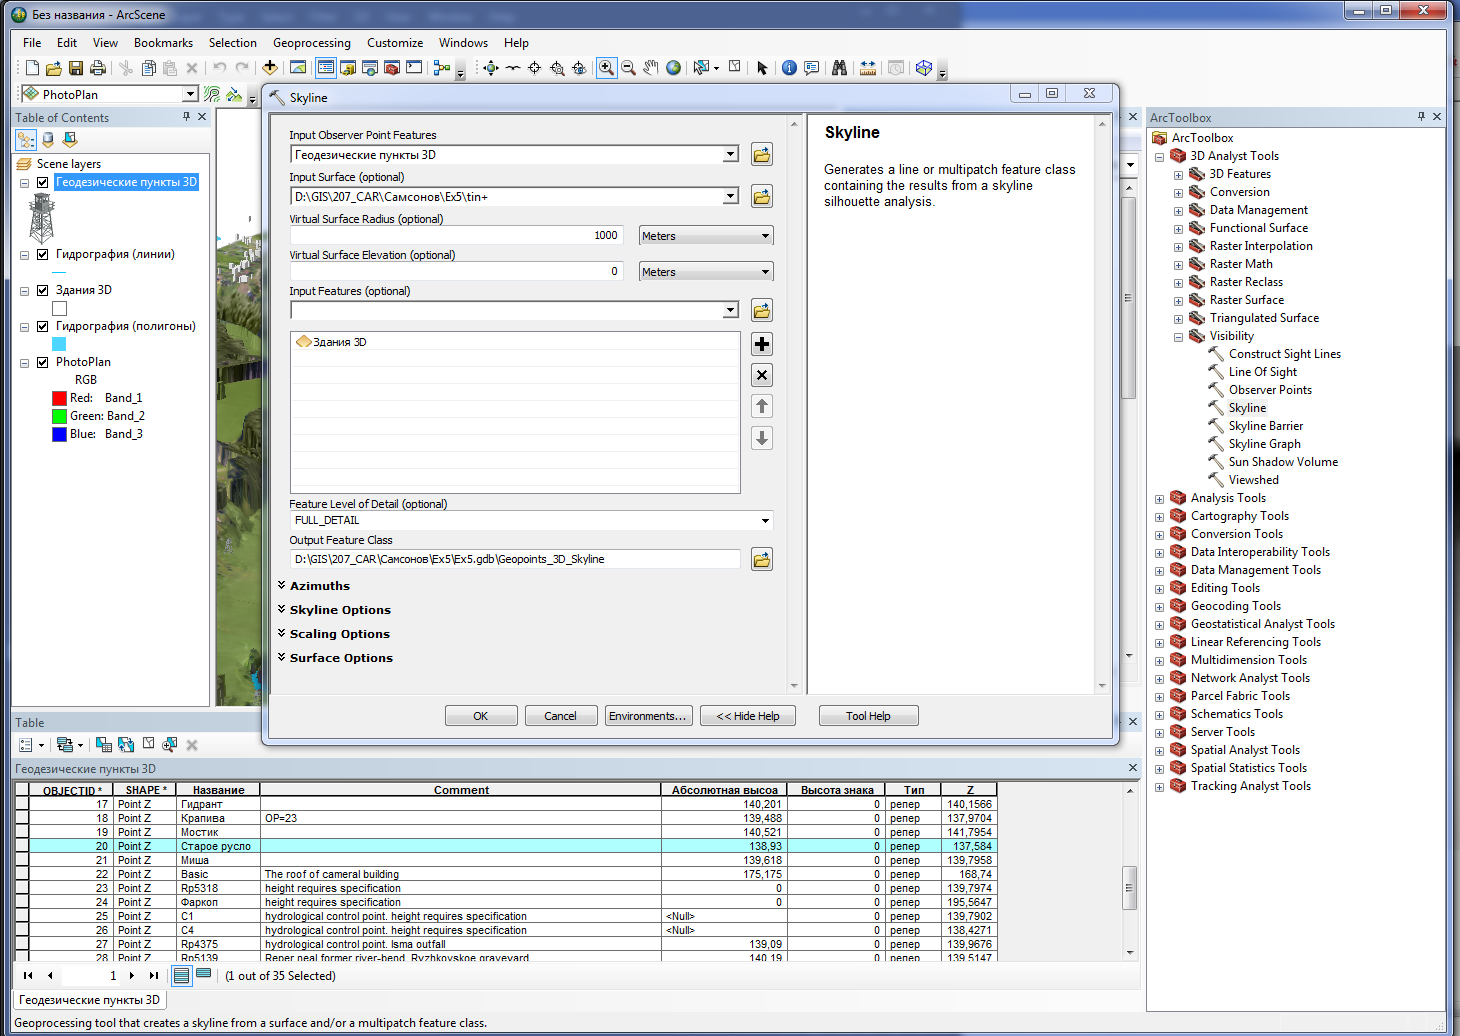 Без названия - ArcScene
File Edit View Bookmarks Selection Geoprocessing Customize Windows Help
PhotoPlan
Table of Contents
Scene layers
Геодезические пункты 3D
Гидрография (линии)
Здания 3D
Гидрография (полигоны)
PhotoPlan
RGB
Red: Band_1
Green: Band_2
Blue: Band_3
Skyline
Input Observer Point Features
Геодезические пункты 3D
Input Surface (optional)
D:\GIS\207_CAR\Самсонов\Ex5\tin+
Virtual Surface Radius (optional)
1000 Meters
Virtual Surface Elevation (optional)
0 Meters
Input Features (optional)
Здания 3D
Feature Level of Detail (optional)
FULL_DETAIL
Output Feature Class
D:\GIS\207_CAR\Самсонов\Ex5\Ex5.gdb\Geopoints_3D_Skyline
Azimuths
Skyline Options
Scaling Options
Surface Options
Skyline
Generates a line or multipatch feature class
containing the results from a skyline
silhouette analysis.
OK Cancel Environments... << Hide Help Tool Help
ArcToolbox
ArcToolbox
3D Analyst Tools
3D Features
Conversion
Data Management
Functional Surface
Raster Interpolation
Raster Math
Raster Reclass
Raster Surface
Triangulated Surface
Visibility
Construct Sight Lines
Line Of Sight
Observer Points
Skyline
Skyline Barrier
Skyline Graph
Sun Shadow Volume
Viewshed
Analysis Tools
Cartography Tools
Conversion Tools
Data Interoperability Tools
Data Management Tools
Editing Tools
Geocoding Tools
Geostatistical Analyst Tools
Linear Referencing Tools
Multidimension Tools
Network Analyst Tools
Parcel Fabric Tools
Schematics Tools
Server Tools
Spatial Analyst Tools
Spatial Statistics Tools
Tracking Analyst Tools
Table
Геодезические пункты 3D
OBJECTID * SHAPE * Название Comment Абсолютная высоа Высота знака Тип Z
17 Point Z Гидрант 140,201 0 репер 140,1566
18 Point Z Крапива OP=23 139,488 0 репер 137,9704
19 Point Z Мостик 140,521 0 репер 141,7954
20 Point Z Старое русло 138,93 0 репер 137,584
21 Point Z Миша 139,618 0 репер 139,7958
22 Point Z Basic The roof of cameral building 175,175 0 репер 168,74
23 Point Z Rp5318 height requires specification 0 0 репер 139,7974
24 Point Z Фаркоп height requires specification 0 0 репер 195,5647
25 Point Z C1 hydrological control point. height requires specification <Null> 0 репер 139,7902
26 Point Z C4 hydrological control point. height requires specification <Null> 0 репер 138,4271
27 Point Z Rp4375 hydrological control point. Isma outfall 139,09 0 репер 139,9676
28 Point Z Rp5139 Reper neal former river-bend. Ryzhkovskoe graveyard 140,19 0 репер 139,5147
1 (1 out of 35 Selected)
Геодезические пункты 3D
Geoprocessing tool that creates a skyline from a surface and/or a multipatch feature class.